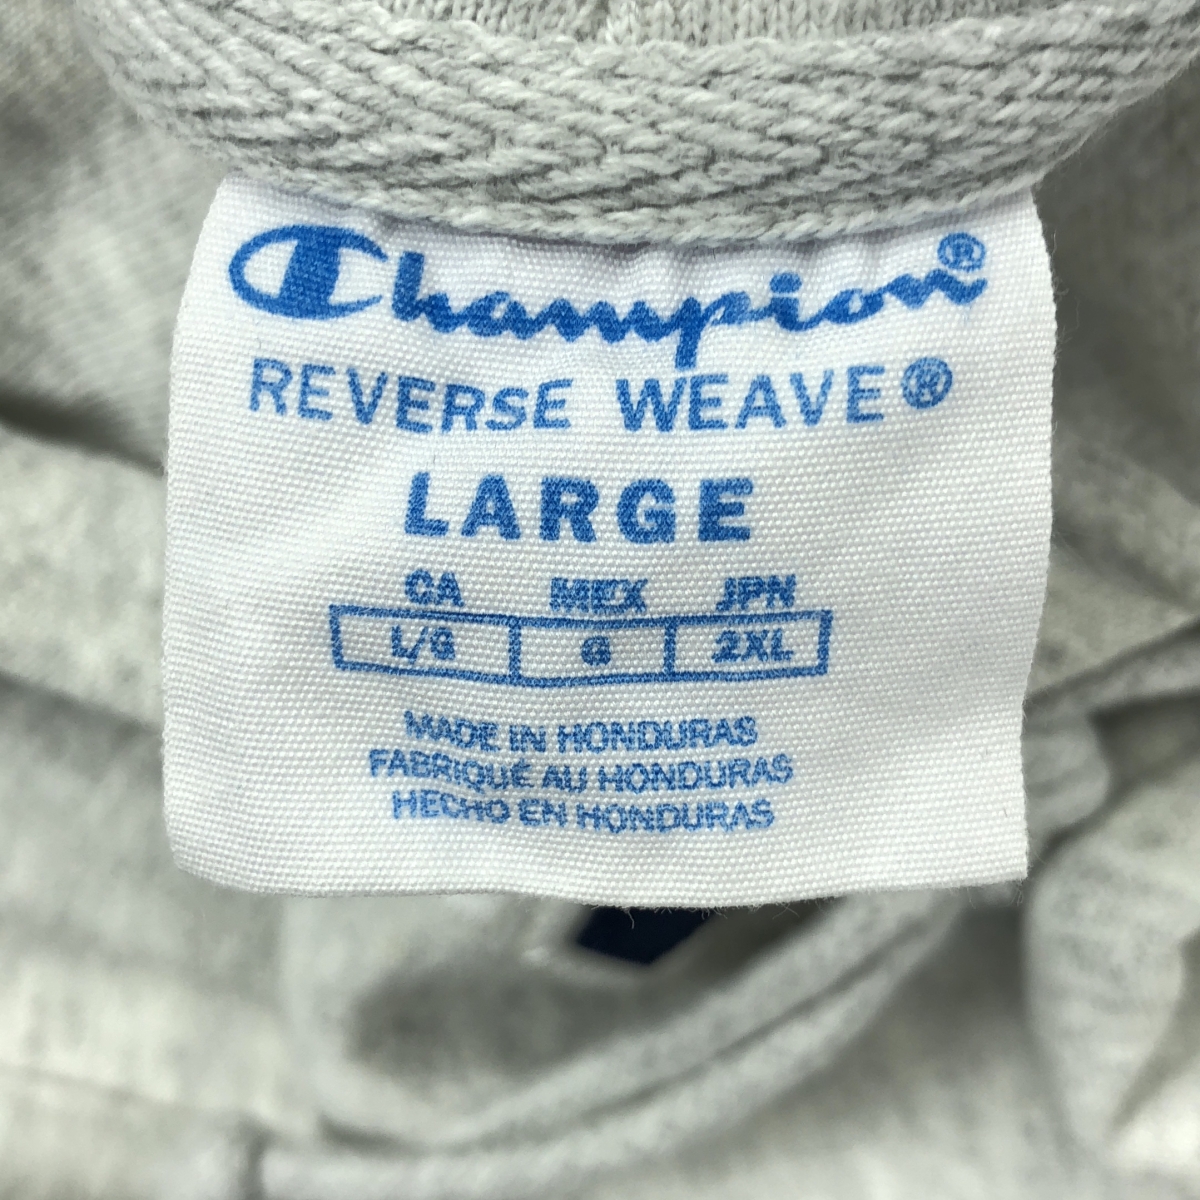 Champion®
REVERSE WEAVE®
LARGE
CA MEX JPN
L/G G 2XL
MADE IN HONDURAS
FABRIQUÉ AU HONDURAS
HECHO EN HONDURAS